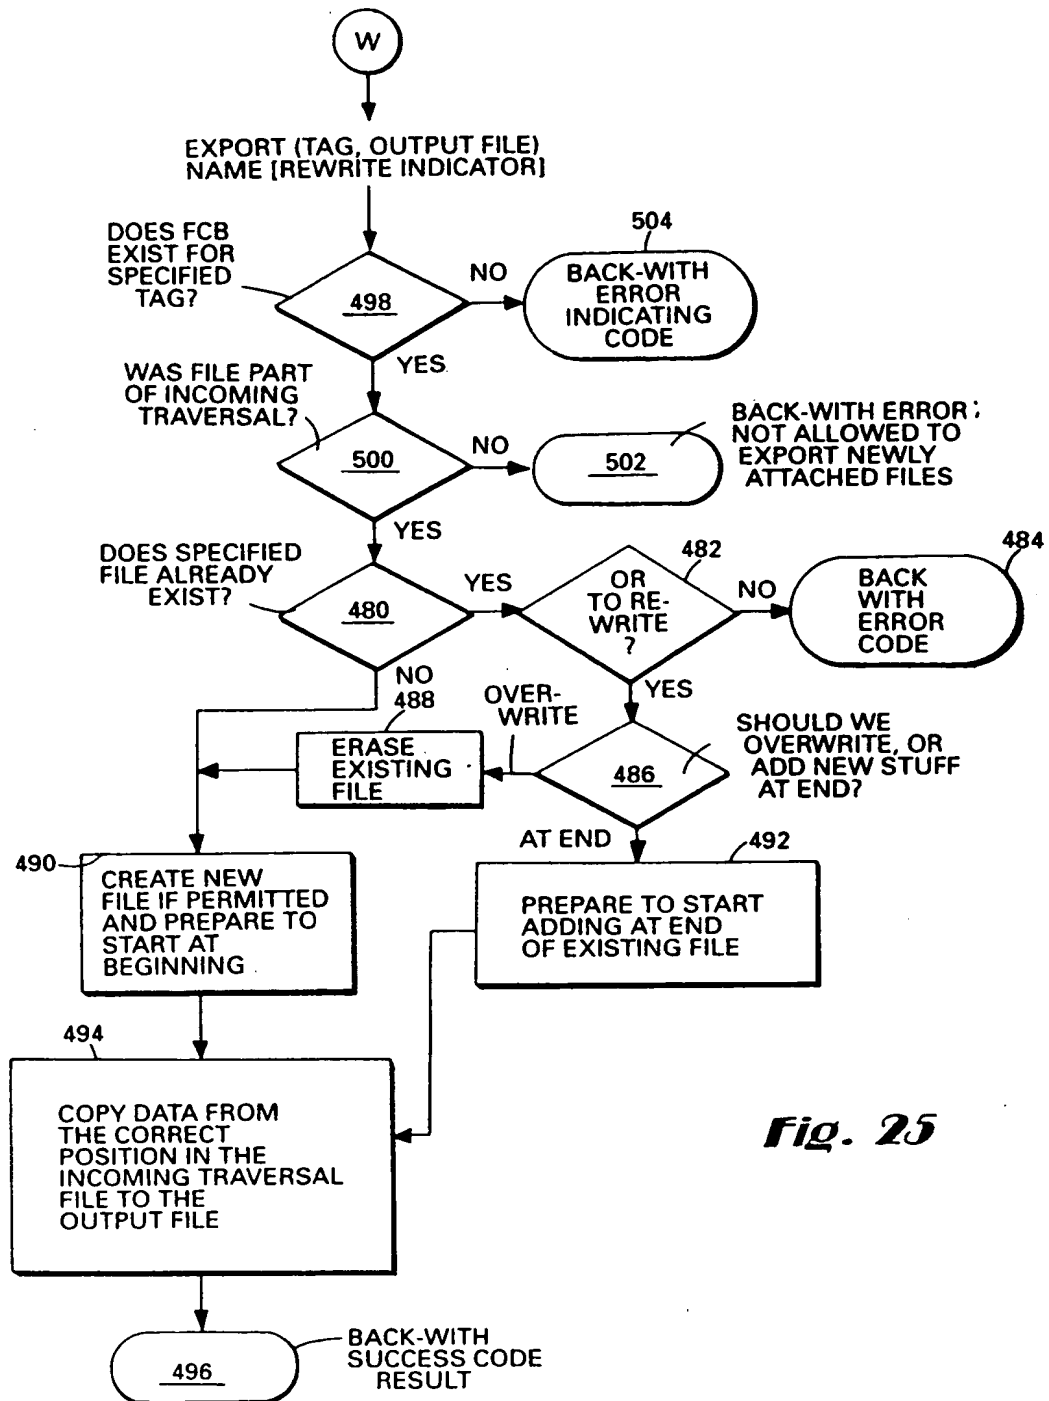 W
EXPORT (TAG, OUTPUT FILE)
NAME [REWRITE INDICATOR]
DOES FCB
EXIST FOR
SPECIFIED
TAG?
498
NO
504
BACK-WITH
ERROR
INDICATING
CODE
YES
WAS FILE PART
OF INCOMING
TRAVERSAL?
500
NO
502
BACK-WITH ERROR:
NOT ALLOWED TO
EXPORT NEWLY
ATTACHED FILES
YES
DOES SPECIFIED
FILE ALREADY
EXIST?
480
YES
482
OR
TO RE-
WRITE
?
NO
484
BACK
WITH
ERROR
CODE
NO
YES
OVER-
WRITE
488
ERASE
EXISTING
FILE
486
SHOULD WE
OVERWRITE, OR
ADD NEW STUFF
AT END?
AT END
490
CREATE NEW
FILE IF PERMITTED
AND PREPARE TO
START AT
BEGINNING
492
PREPARE TO START
ADDING AT END
OF EXISTING FILE
494
COPY DATA FROM
THE CORRECT
POSITION IN THE
INCOMING TRAVERSAL
FILE TO THE
OUTPUT FILE
Fig. 25
496
BACK-WITH
SUCCESS CODE
RESULT